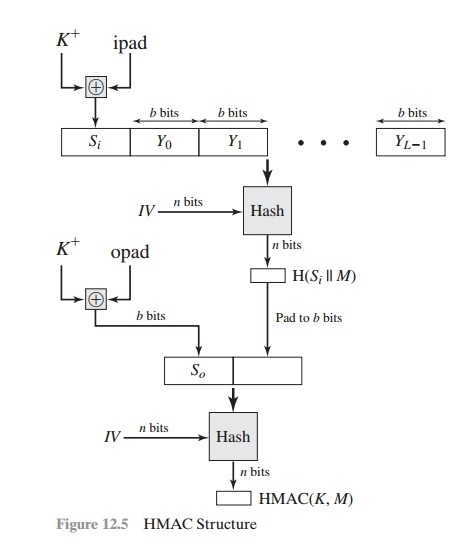 K+ ipad
⊕
b bits b bits b bits
Si Y0 Y1 • • • YL−1
IV n bits Hash
n bits
K+ opad
H(Si || M)
⊕
b bits Pad to b bits
So
IV n bits Hash
n bits
HMAC(K, M)
Figure 12.5 HMAC Structure